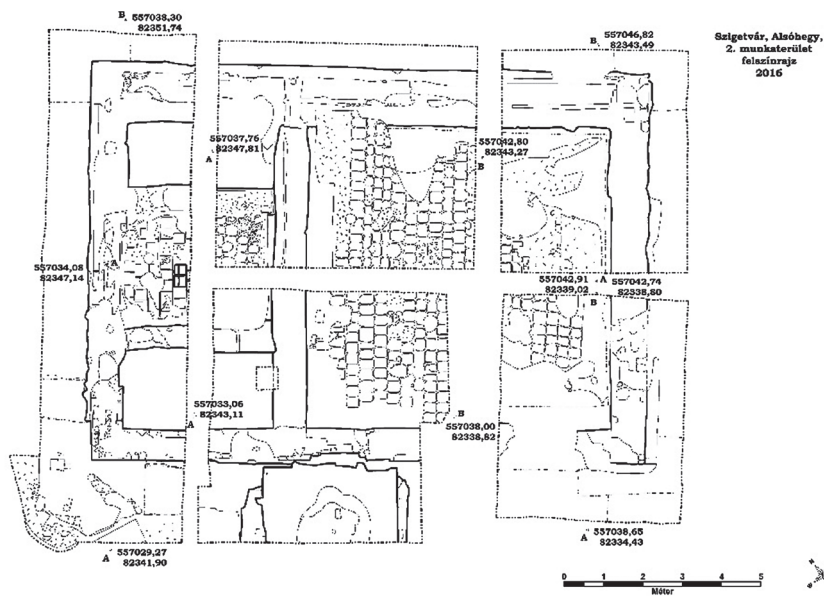 B
557038,30
82351,74
557046,82
B
82343,49
Szigetvár, Alsóhegy,
2. munkaterület
felszínrajz
2016
557037,76
82347,81
A
557042,80
82343,27
B
A
557034,08
82347,14
557042,91
82339,02
A
557042,74
82338,80
B
557033,06
82343,11
A
B
557038,00
82338,82
A
557029,27
82341,90
557038,65
A
82334,43
0 1 2 3 4 5
Méter